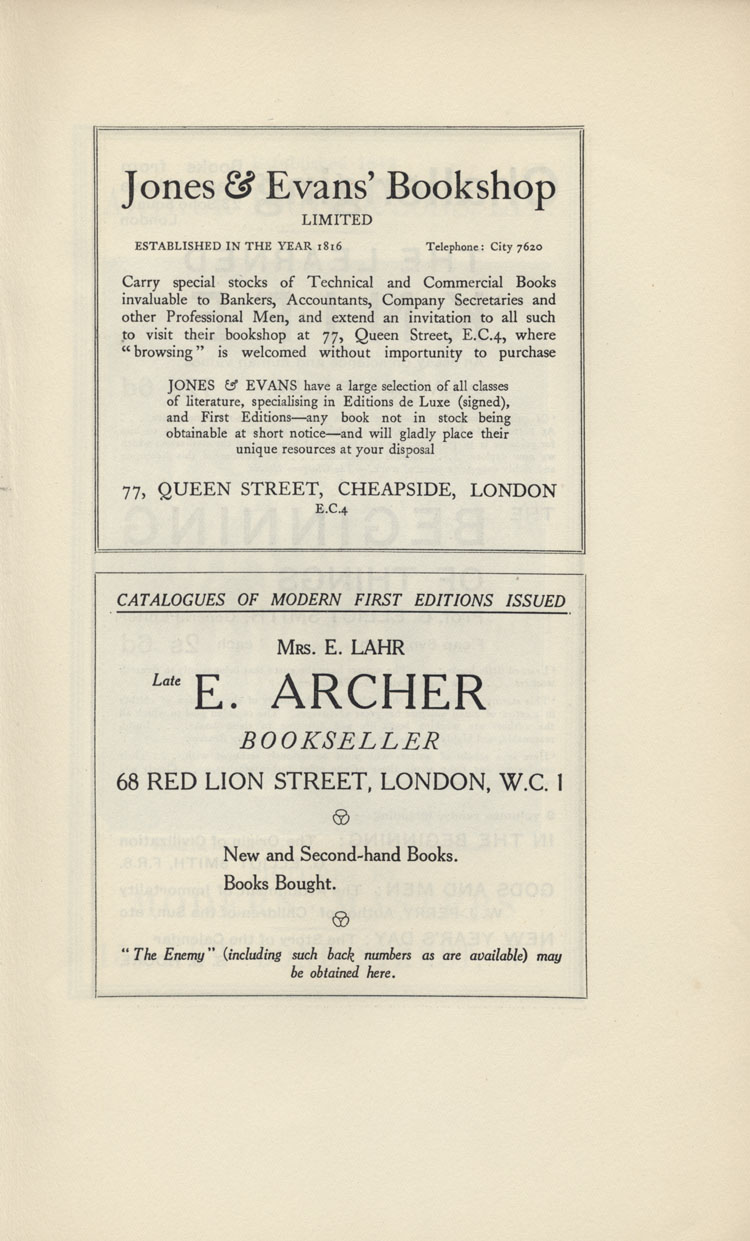 Jones & Evans’ Bookshop
LIMITED
ESTABLISHED IN THE YEAR 1816 Telephone: City 7620
Carry special stocks of Technical and Commercial Books
invaluable to Bankers, Accountants, Company Secretaries and
other Professional Men, and extend an invitation to all such
to visit their bookshop at 77, Queen Street, E.C.4, where
“browsing” is welcomed without importunity to purchase
JONES & EVANS have a large selection of all classes
of literature, specialising in Editions de Luxe (signed),
and First Editions—any book not in stock being
obtainable at short notice—and will gladly place their
unique resources at your disposal
77, QUEEN STREET, CHEAPSIDE, LONDON
E.C.4
CATALOGUES OF MODERN FIRST EDITIONS ISSUED
MRS. E. LAHR
Late E. ARCHER
BOOKSELLER
68 RED LION STREET, LONDON, W.C. 1
New and Second-hand Books.
Books Bought.
“The Enemy” (including such back numbers as are available) may
be obtained here.